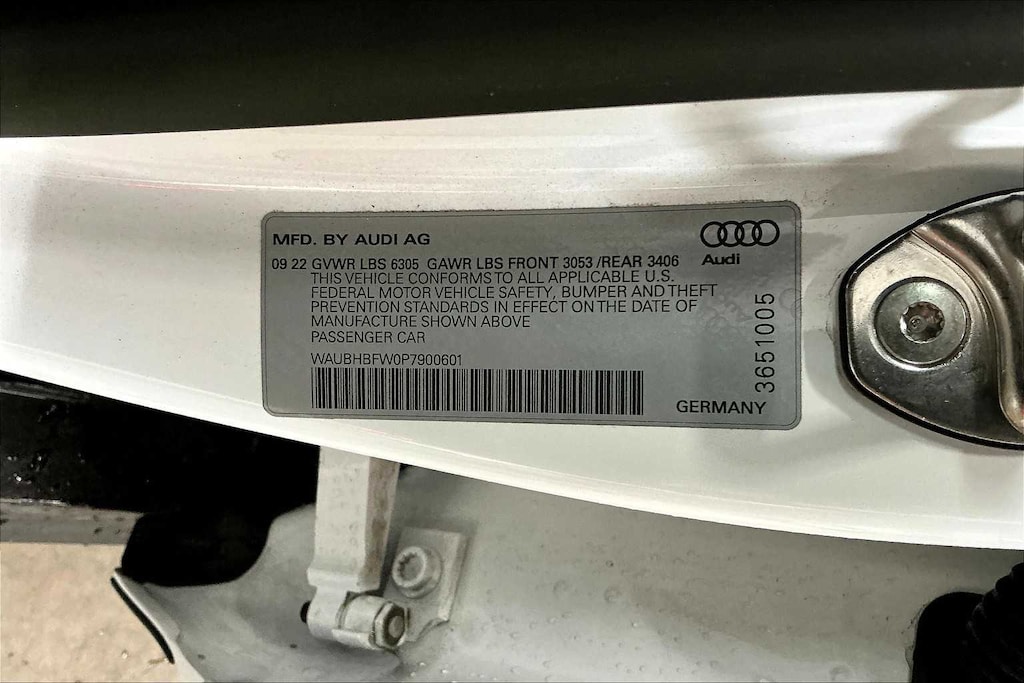 MFD. BY AUDI AG
Audi
09 22 GVWR LBS 6305 GAWR LBS FRONT 3053 /REAR 3406
THIS VEHICLE CONFORMS TO ALL APPLICABLE U.S.
FEDERAL MOTOR VEHICLE SAFETY, BUMPER AND THEFT
PREVENTION STANDARDS IN EFFECT ON THE DATE OF
MANUFACTURE SHOWN ABOVE
PASSENGER CAR
WAUBHBFW0P7900601
GERMANY
3651005